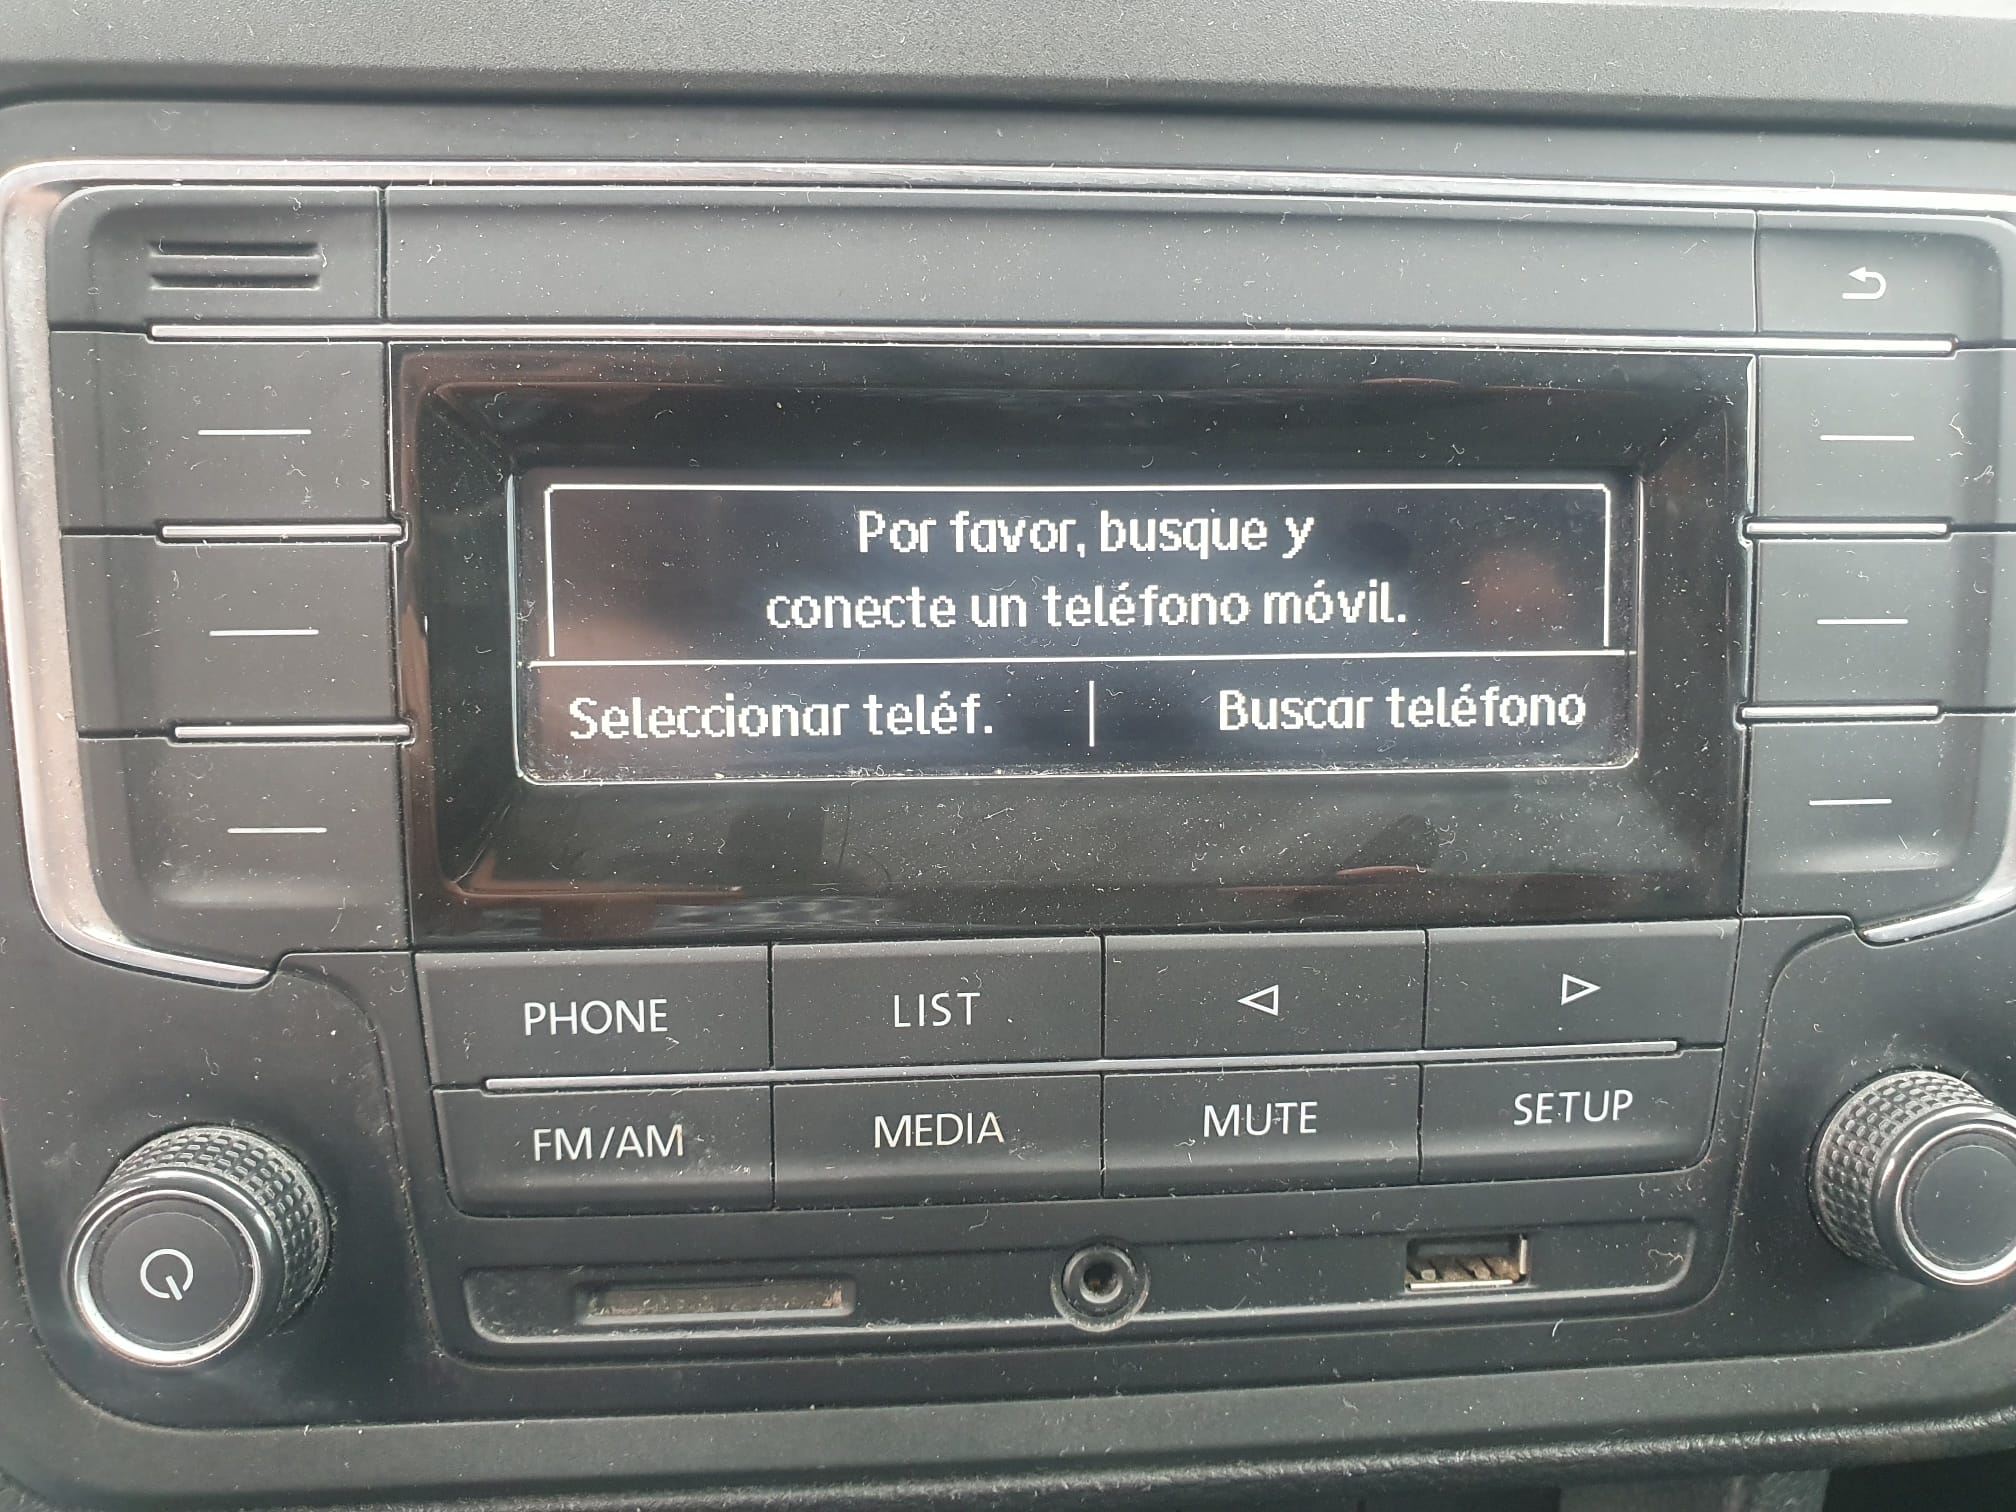 Por favor, busque y
conecte un teléfono móvil.
Seleccionar teléf. | Buscar teléfono
PHONE LIST
FM/AM MEDIA MUTE SETUP